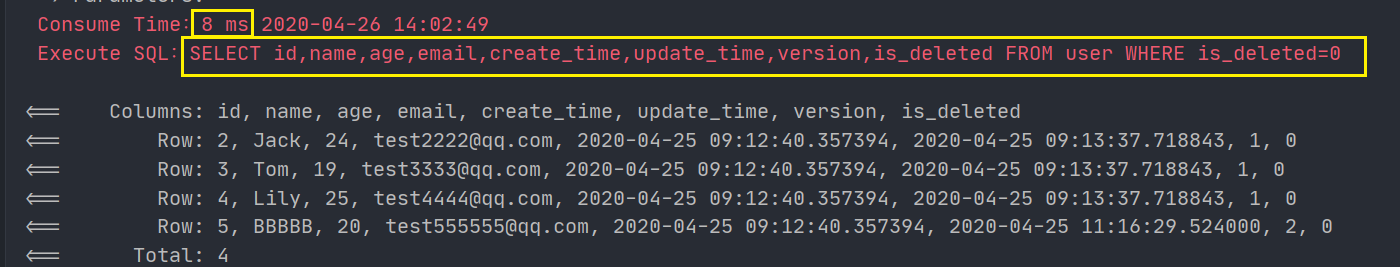 Parameters:
Consume Time：8 ms 2020-04-26 14:02:49
Execute SQL：SELECT id,name,age,email,create_time,update_time,version,is_deleted FROM user WHERE is_deleted=0
<== Columns: id, name, age, email, create_time, update_time, version, is_deleted
<== Row: 2, Jack, 24, test2222@qq.com, 2020-04-25 09:12:40.357394, 2020-04-25 09:13:37.718843, 1, 0
<== Row: 3, Tom, 19, test3333@qq.com, 2020-04-25 09:12:40.357394, 2020-04-25 09:13:37.718843, 1, 0
<== Row: 4, Lily, 25, test4444@qq.com, 2020-04-25 09:12:40.357394, 2020-04-25 09:13:37.718843, 1, 0
<== Row: 5, BBBBB, 20, test555555@qq.com, 2020-04-25 09:12:40.357394, 2020-04-25 11:16:29.524000, 2, 0
<== Total: 4